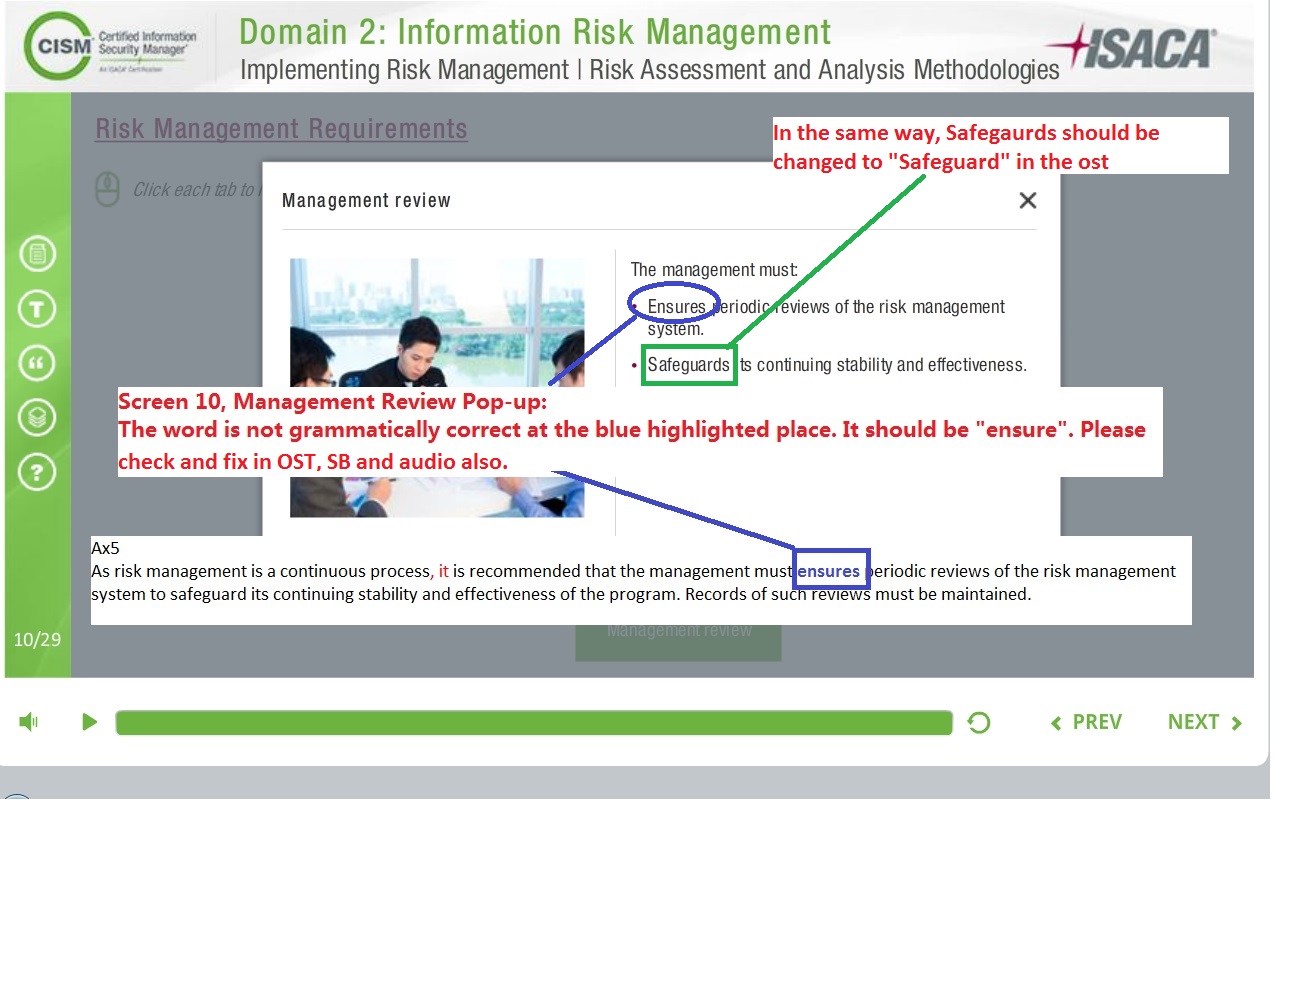 CISM
Certified Information
Security Manager®
An ISACA® Certification
Domain 2: Information Risk Management
Implementing Risk Management | Risk Assessment and Analysis Methodologies
ISACA®
Risk Management Requirements
Click each tab to
In the same way, Safegaurds should be
changed to "Safeguard" in the ost
Management review
The management must:
• Ensures periodic reviews of the risk management
system.
• Safeguards its continuing stability and effectiveness.
Screen 10, Management Review Pop-up:
The word is not grammatically correct at the blue highlighted place. It should be "ensure". Please
check and fix in OST, SB and audio also.
Ax5
As risk management is a continuous process, it is recommended that the management must ensures periodic reviews of the risk management
system to safeguard its continuing stability and effectiveness of the program. Records of such reviews must be maintained.
Management review
10/29
PREV
NEXT